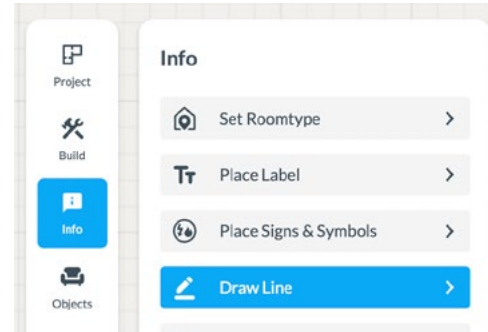 Project
Build
Info
Objects
Info
Set Roomtype
Place Label
Place Signs & Symbols
Draw Line